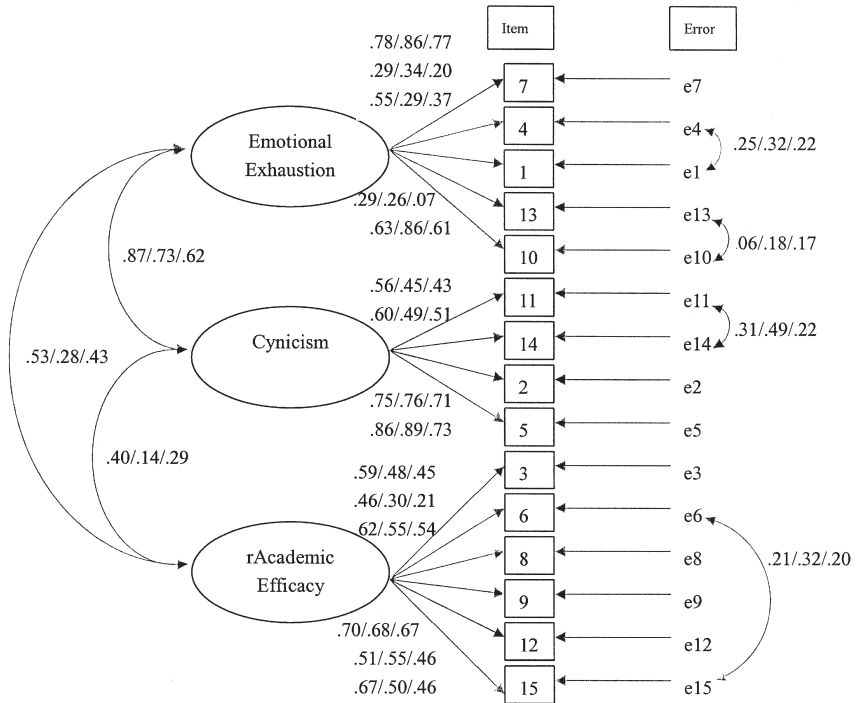 Item
Error
.78/.86/.77
.29/.34/.20
.55/.29/.37
7
e7
4
e4
.25/.32/.22
1
e1
Emotional
Exhaustion
.29/.26/.07
.63/.86/.61
13
e13
.06/.18/.17
10
e10
.87/.73/.62
.56/.45/.43
.60/.49/.51
11
e11
.31/.49/.22
14
e14
Cynicism
2
e2
.75/.76/.71
.86/.89/.73
5
e5
.53/.28/.43
.40/.14/.29
.59/.48/.45
.46/.30/.21
.62/.55/.54
3
e3
6
e6
.21/.32/.20
rAcademic
Efficacy
8
e8
9
e9
.70/.68/.67
.51/.55/.46
.67/.50/.46
12
e12
15
e15